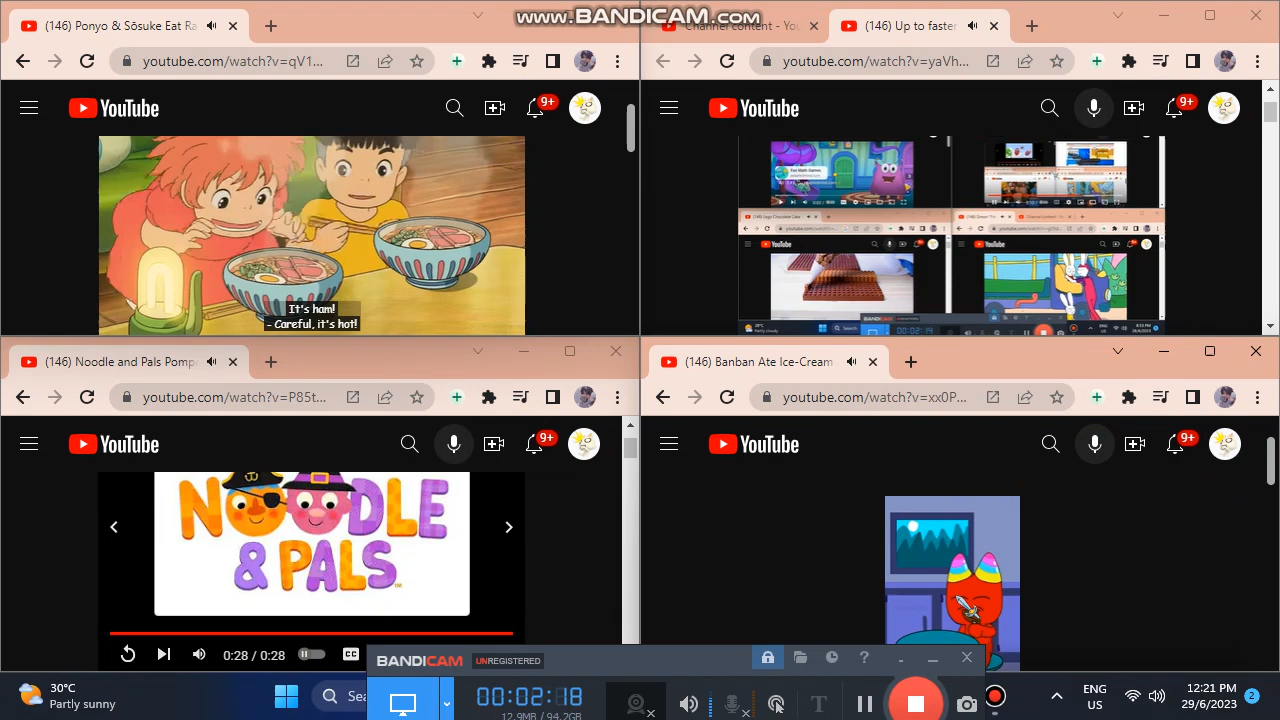 www.BANDICAM.com
(146) Ponyo & Sōsuke Eat Ra
Channel content - You
(146) Up to faster
youtube.com/watch?v=qV1...
youtube.com/watch?v=yaVh...
YouTube
9+
YouTube
9+
It's ham!
- Careful, it's hot!
(146) Noodle and Pals Pomp
(146) Banban Ate Ice-Cream
youtube.com/watch?v=P85t...
youtube.com/watch?v=xx0P...
YouTube
9+
YouTube
9+
NOODLE
& PALS
0:28 / 0:28
CC
BANDICAM
UNREGISTERED
30°C
Partly sunny
Sea
00:02:18
12.9MB / 94.2GB
ENG
US
12:21 PM
29/6/2023
2